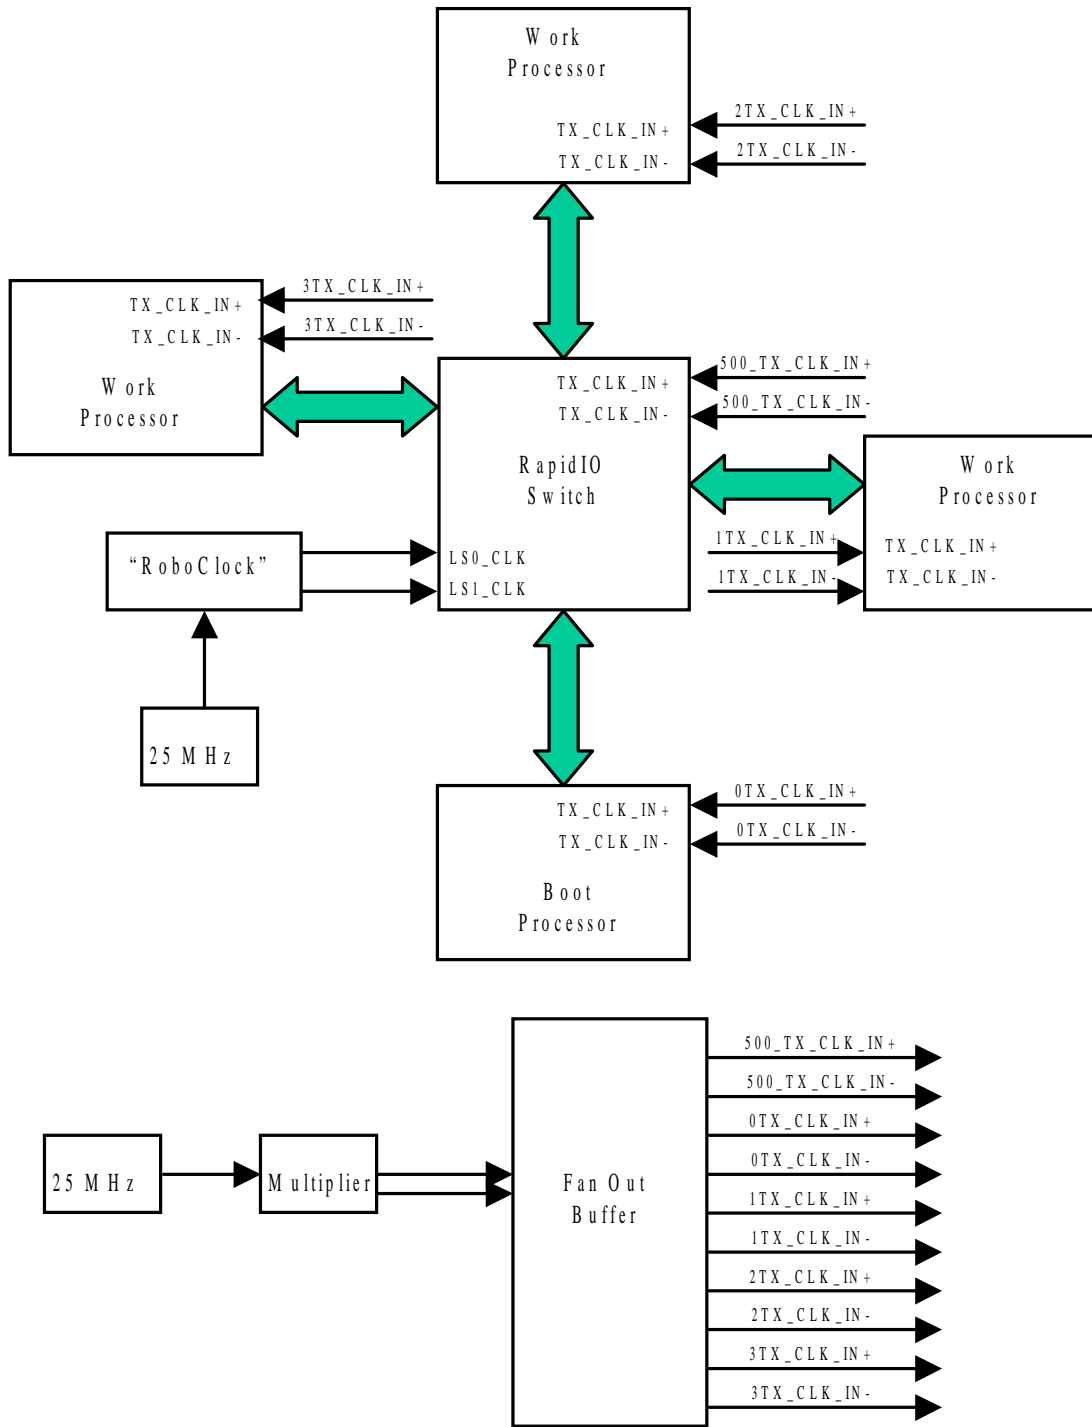 Work
Processor
TX_CLK_IN+
TX_CLK_IN-
2TX_CLK_IN+
2TX_CLK_IN-
TX_CLK_IN+
TX_CLK_IN-
Work
Processor
3TX_CLK_IN+
3TX_CLK_IN-
TX_CLK_IN+
TX_CLK_IN-
RapidIO
Switch
LS0_CLK
LS1_CLK
500_TX_CLK_IN+
500_TX_CLK_IN-
Work
Processor
TX_CLK_IN+
TX_CLK_IN-
1TX_CLK_IN+
1TX_CLK_IN-
“RoboClock”
25 MHz
TX_CLK_IN+
TX_CLK_IN-
Boot
Processor
0TX_CLK_IN+
0TX_CLK_IN-
25 MHz
Multiplier
Fan Out
Buffer
500_TX_CLK_IN+
500_TX_CLK_IN-
0TX_CLK_IN+
0TX_CLK_IN-
1TX_CLK_IN+
1TX_CLK_IN-
2TX_CLK_IN+
2TX_CLK_IN-
3TX_CLK_IN+
3TX_CLK_IN-